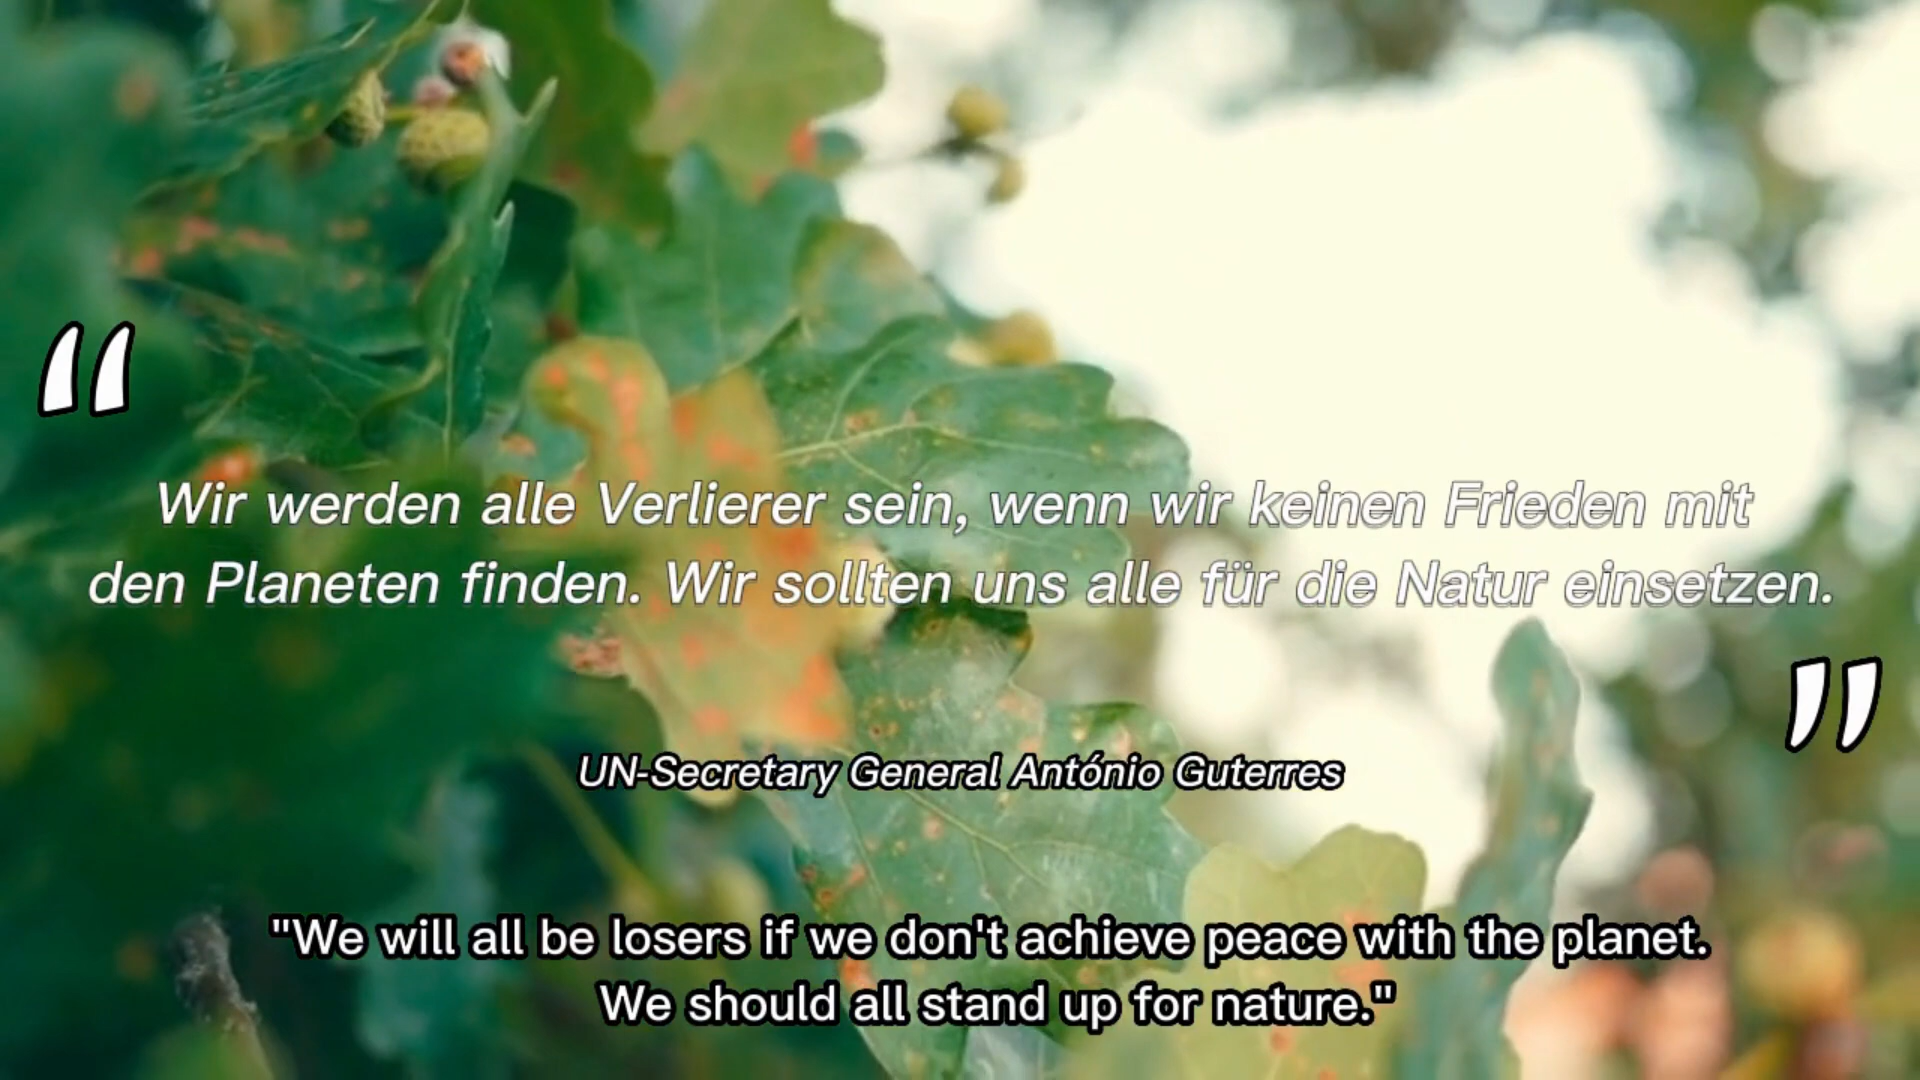 “
Wir werden alle Verlierer sein, wenn wir keinen Frieden mit
den Planeten finden. Wir sollten uns alle für die Natur einsetzen.
”
UN-Secretary General António Guterres
"We will all be losers if we don't achieve peace with the planet.
We should all stand up for nature."